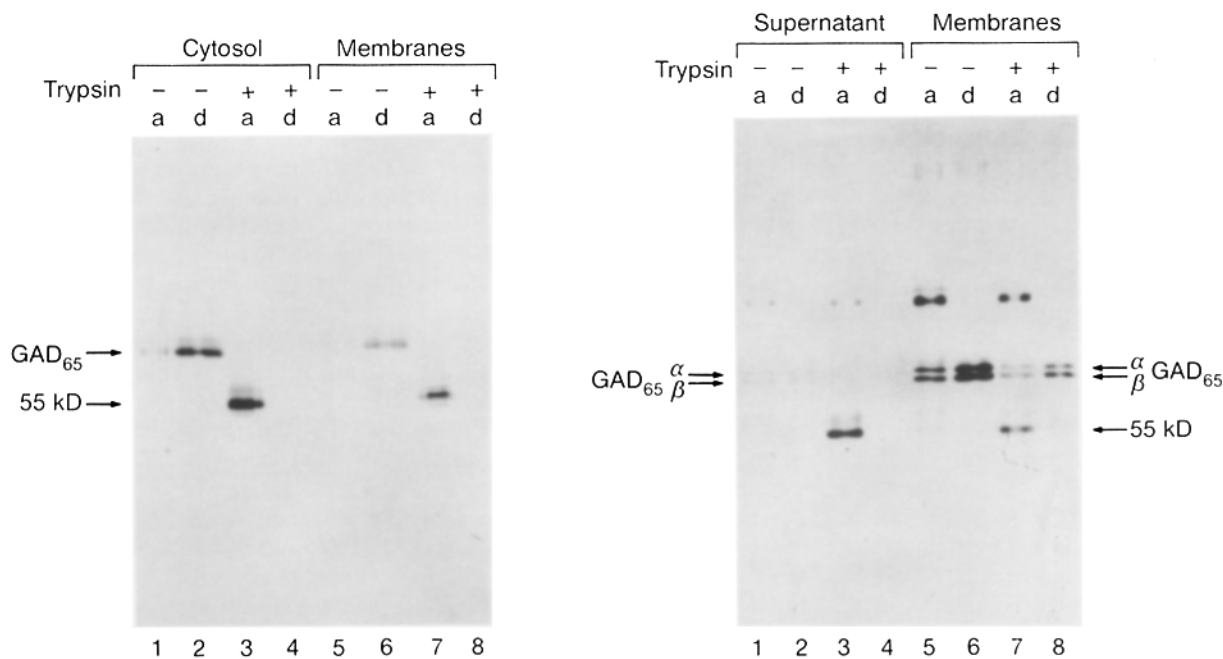 Cytosol Membranes
Trypsin − − + + − − + +
a d a d a d a d
GAD65
55 kD
1 2 3 4 5 6 7 8
Supernatant Membranes
Trypsin − − + + − − + +
a d a d a d a d
GAD65 α β
α β GAD65
55 kD
1 2 3 4 5 6 7 8